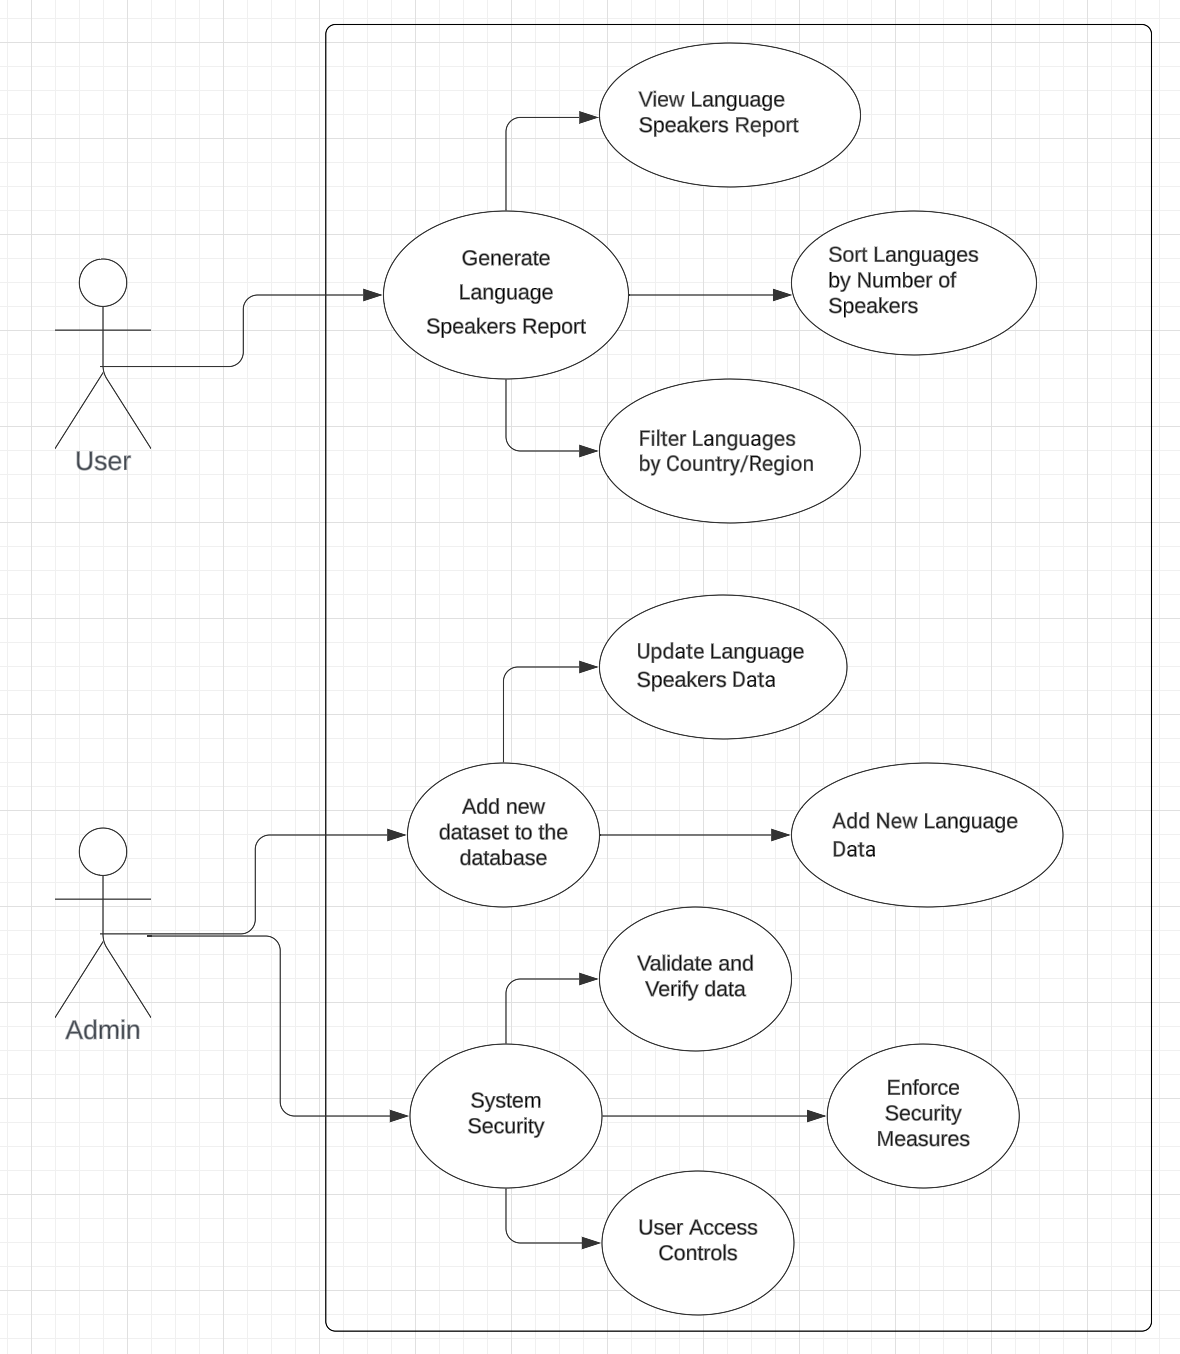 View Language
Speakers Report
Generate
Language
Speakers Report
Sort Languages
by Number of
Speakers
User
Filter Languages
by Country/Region
Update Language
Speakers Data
Add new
dataset to the
database
Add New Language
Data
Admin
Validate and
Verify data
System
Security
Enforce
Security
Measures
User Access
Controls